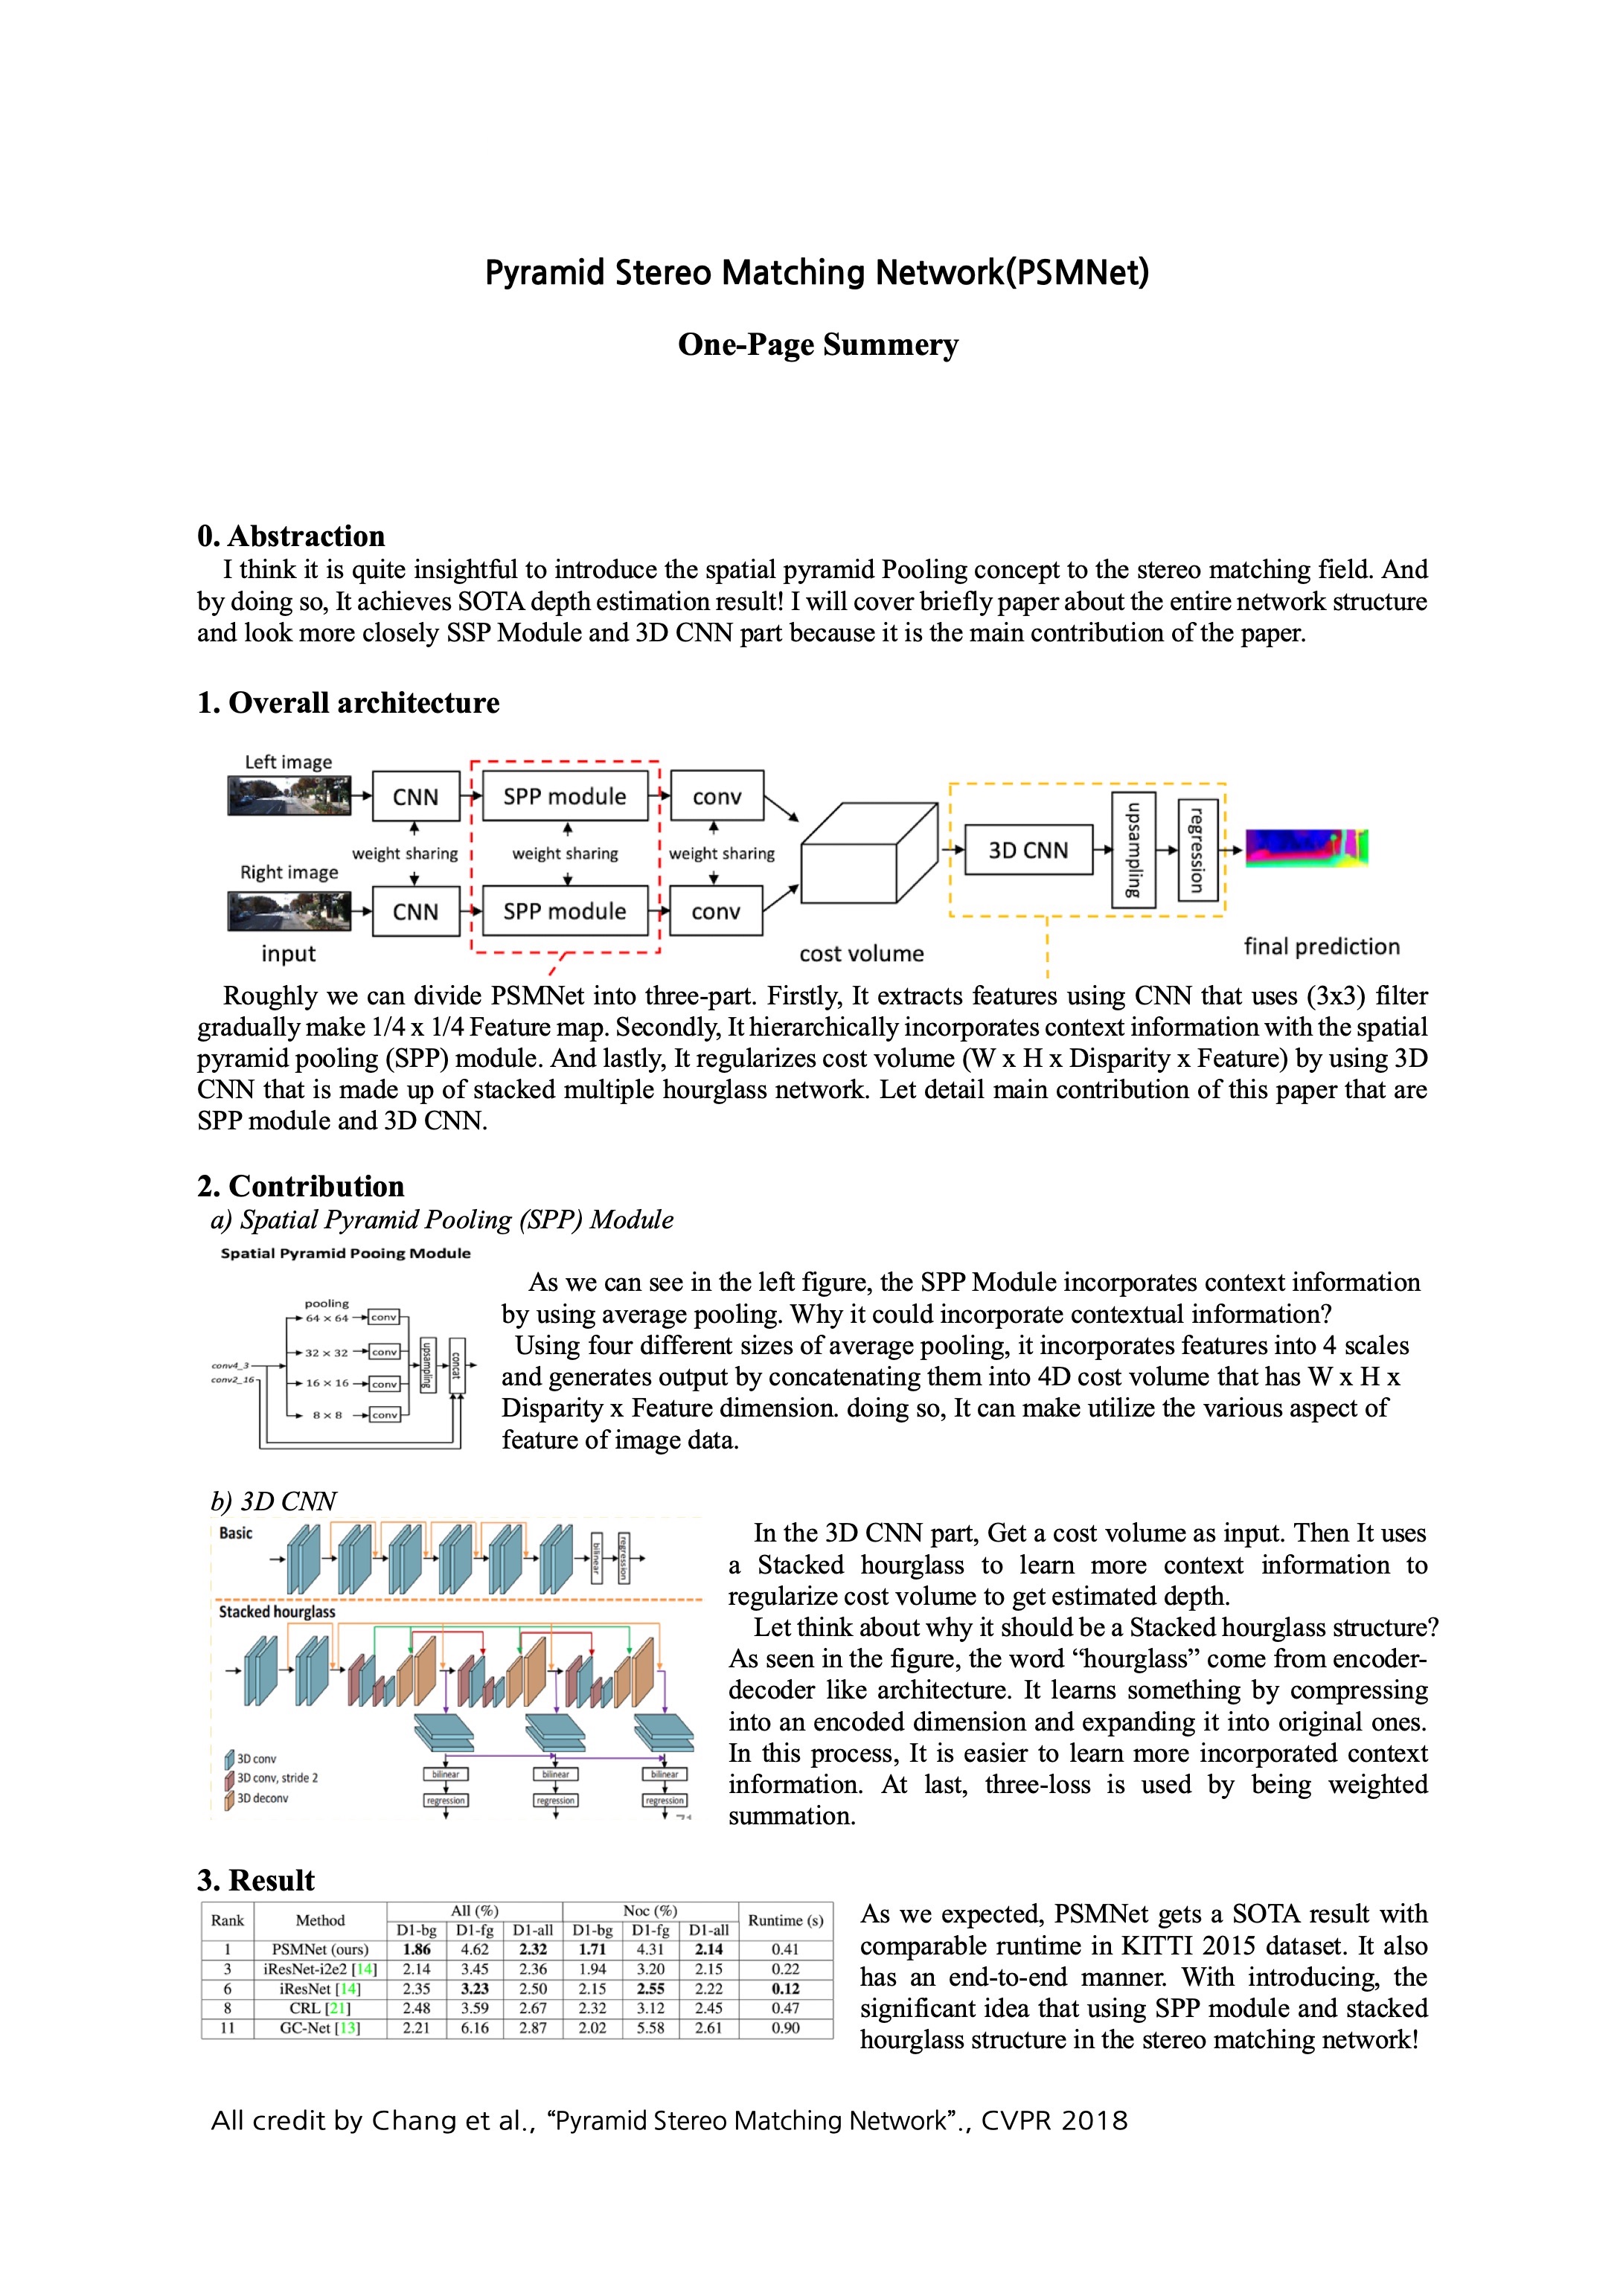 Pyramid Stereo Matching Network(PSMNet)
One-Page Summery
0. Abstraction
I think it is quite insightful to introduce the spatial pyramid Pooling concept to the stereo matching field. And
by doing so, It achieves SOTA depth estimation result! I will cover briefly paper about the entire network structure
and look more closely SSP Module and 3D CNN part because it is the main contribution of the paper.
1. Overall architecture
Left image
CNN
SPP module
conv
weight sharing
weight sharing
weight sharing
Right image
CNN
SPP module
conv
input
cost volume
3D CNN
upsampling
regression
final prediction
Roughly we can divide PSMNet into three-part. Firstly, It extracts features using CNN that uses (3x3) filter
gradually make 1/4 x 1/4 Feature map. Secondly, It hierarchically incorporates context information with the spatial
pyramid pooling (SPP) module. And lastly, It regularizes cost volume (W x H x Disparity x Feature) by using 3D
CNN that is made up of stacked multiple hourglass network. Let detail main contribution of this paper that are
SPP module and 3D CNN.
2. Contribution
a) Spatial Pyramid Pooling (SPP) Module
Spatial Pyramid Pooing Module
pooling
64 × 64
conv
32 × 32
conv
conv4_3
conv2_16
16 × 16
conv
8 × 8
conv
upsampling
concat
As we can see in the left figure, the SPP Module incorporates context information
by using average pooling. Why it could incorporate contextual information?
Using four different sizes of average pooling, it incorporates features into 4 scales
and generates output by concatenating them into 4D cost volume that has W x H x
Disparity x Feature dimension. doing so, It can make utilize the various aspect of
feature of image data.
b) 3D CNN
Basic
bilinear
regression
Stacked hourglass
3D conv
3D conv, stride 2
3D deconv
bilinear
bilinear
bilinear
regression
regression
regression
In the 3D CNN part, Get a cost volume as input. Then It uses
a Stacked hourglass to learn more context information to
regularize cost volume to get estimated depth.
Let think about why it should be a Stacked hourglass structure?
As seen in the figure, the word “hourglass” come from encoder-
decoder like architecture. It learns something by compressing
into an encoded dimension and expanding it into original ones.
In this process, It is easier to learn more incorporated context
information. At last, three-loss is used by being weighted
summation.
3. Result
Rank Method All (%) Noc (%) Runtime (s)
D1-bg D1-fg D1-all D1-bg D1-fg D1-all
1 PSMNet (ours) 1.86 4.62 2.32 1.71 4.31 2.14 0.41
3 iResNet-i2e2 [14] 2.14 3.45 2.36 1.94 3.20 2.15 0.22
6 iResNet [14] 2.35 3.23 2.50 2.15 2.55 2.22 0.12
8 CRL [21] 2.48 3.59 2.67 2.32 3.12 2.45 0.47
11 GC-Net [13] 2.21 6.16 2.87 2.02 5.58 2.61 0.90
As we expected, PSMNet gets a SOTA result with
comparable runtime in KITTI 2015 dataset. It also
has an end-to-end manner. With introducing, the
significant idea that using SPP module and stacked
hourglass structure in the stereo matching network!
All credit by Chang et al., “Pyramid Stereo Matching Network”., CVPR 2018